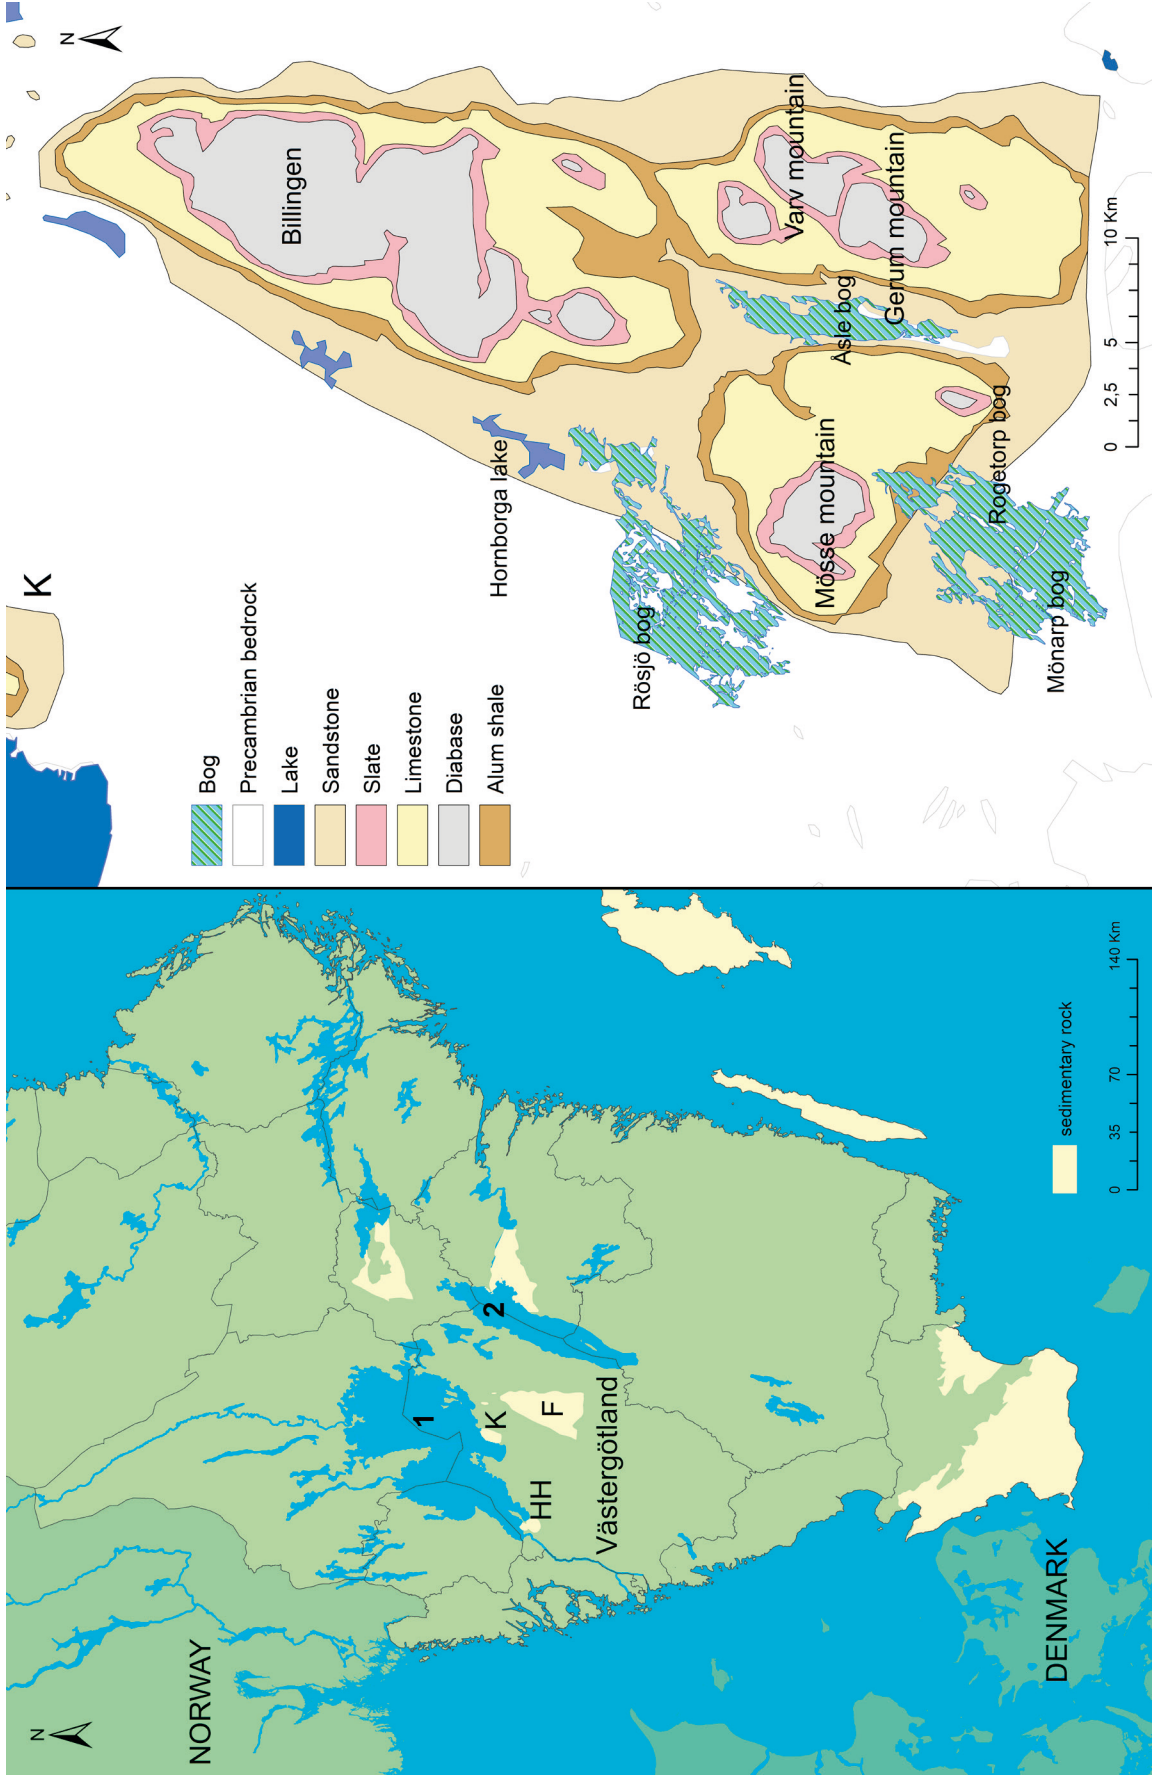 N
NORWAY
1
2
K
F
HH
Västergötland
DENMARK
sedimentary rock
0 35 70 140 Km
K
N
Billingen
Hornborga lake
Varv mountain
Gerum mountain
Åsle bog
Rösjö bog
Mösse mountain
Rogetorp bog
Mönarp bog
Bog
Precambrian bedrock
Lake
Sandstone
Slate
Limestone
Diabase
Alum shale
0 2,5 5 10 Km